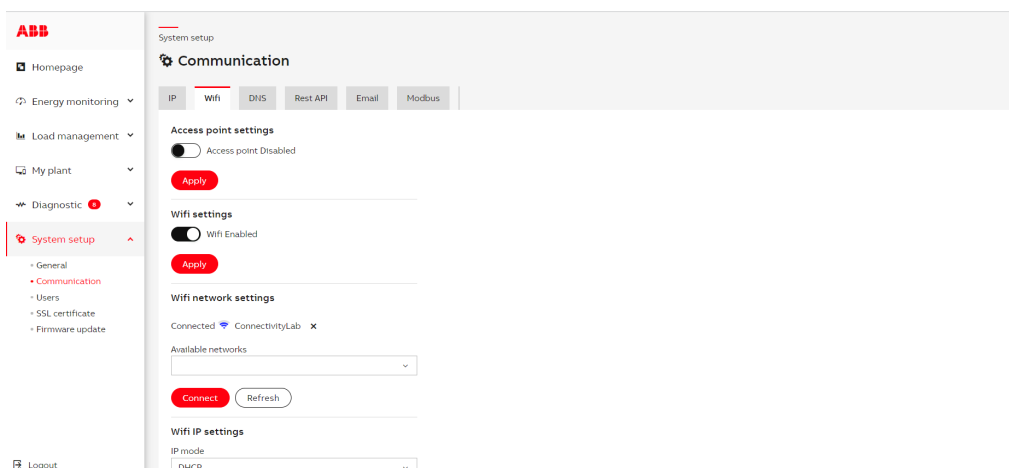 ABB
Homepage
Energy monitoring
Load management
My plant
Diagnostic 8
System setup
General
Communication
Users
SSL certificate
Firmware update
Logout
System setup
Communication
IP Wifi DNS Rest API Email Modbus
Access point settings
Access point Disabled
Apply
Wifi settings
Wifi Enabled
Apply
Wifi network settings
Connected ConnectivityLab
Available networks
Connect Refresh
Wifi IP settings
IP mode
DHCP